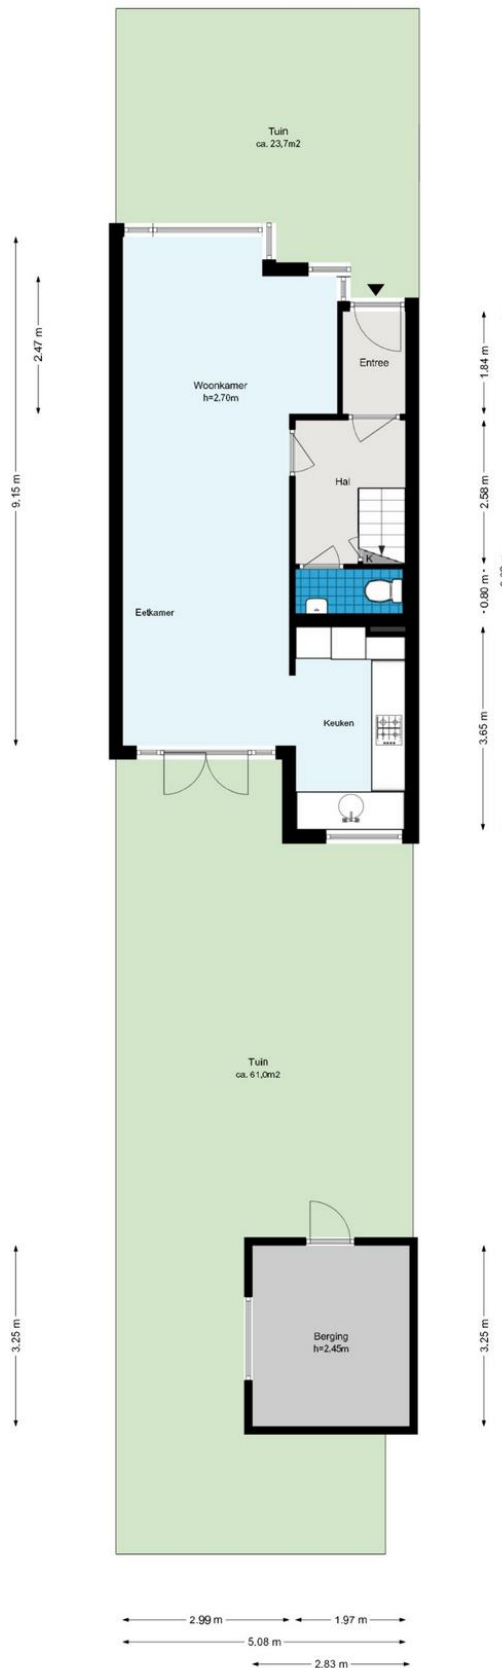 Tuin
ca. 23,7m2
2.47 m
9.15 m
Woonkamer
h=2.70m
Entree
1.84 m
Hal
2.58 m
K
0.80 m
Eetkamer
Keuken
3.65 m
Tuin
ca. 61,0m2
3.25 m
Berging
h=2.45m
3.25 m
2.99 m
1.97 m
5.08 m
2.83 m